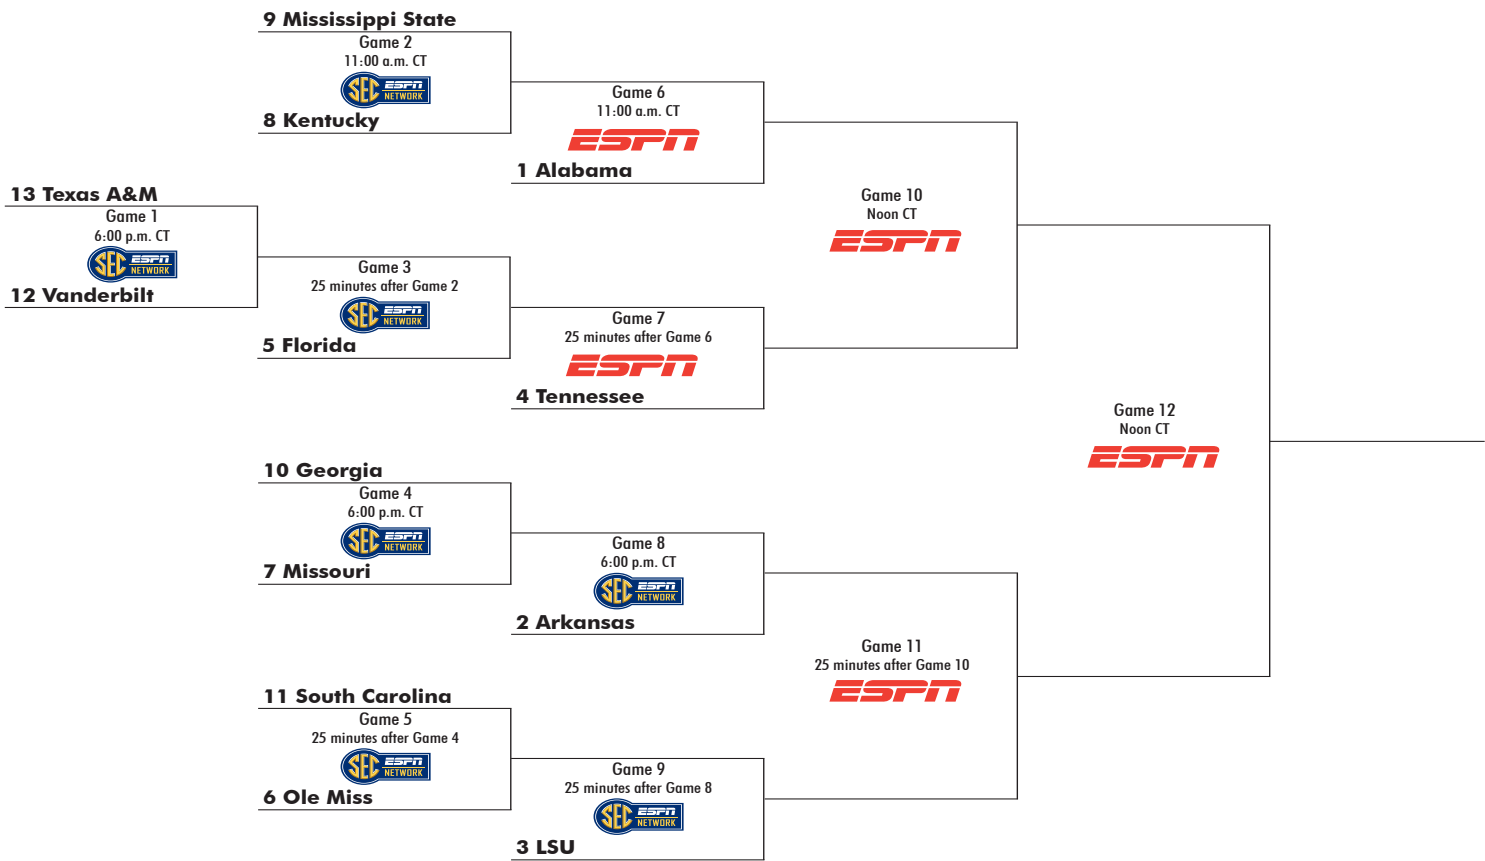 9 Mississippi State
Game 2
11:00 a.m. CT
SEC ESPN NETWORK
8 Kentucky
Game 6
11:00 a.m. CT
ESPN
1 Alabama
13 Texas A&M
Game 1
6:00 p.m. CT
SEC ESPN NETWORK
12 Vanderbilt
Game 3
25 minutes after Game 2
SEC ESPN NETWORK
5 Florida
Game 7
25 minutes after Game 6
ESPN
4 Tennessee
Game 10
Noon CT
ESPN
Game 12
Noon CT
ESPN
10 Georgia
Game 4
6:00 p.m. CT
SEC ESPN NETWORK
7 Missouri
Game 8
6:00 p.m. CT
SEC ESPN NETWORK
2 Arkansas
Game 11
25 minutes after Game 10
ESPN
11 South Carolina
Game 5
25 minutes after Game 4
SEC ESPN NETWORK
6 Ole Miss
Game 9
25 minutes after Game 8
SEC ESPN NETWORK
3 LSU